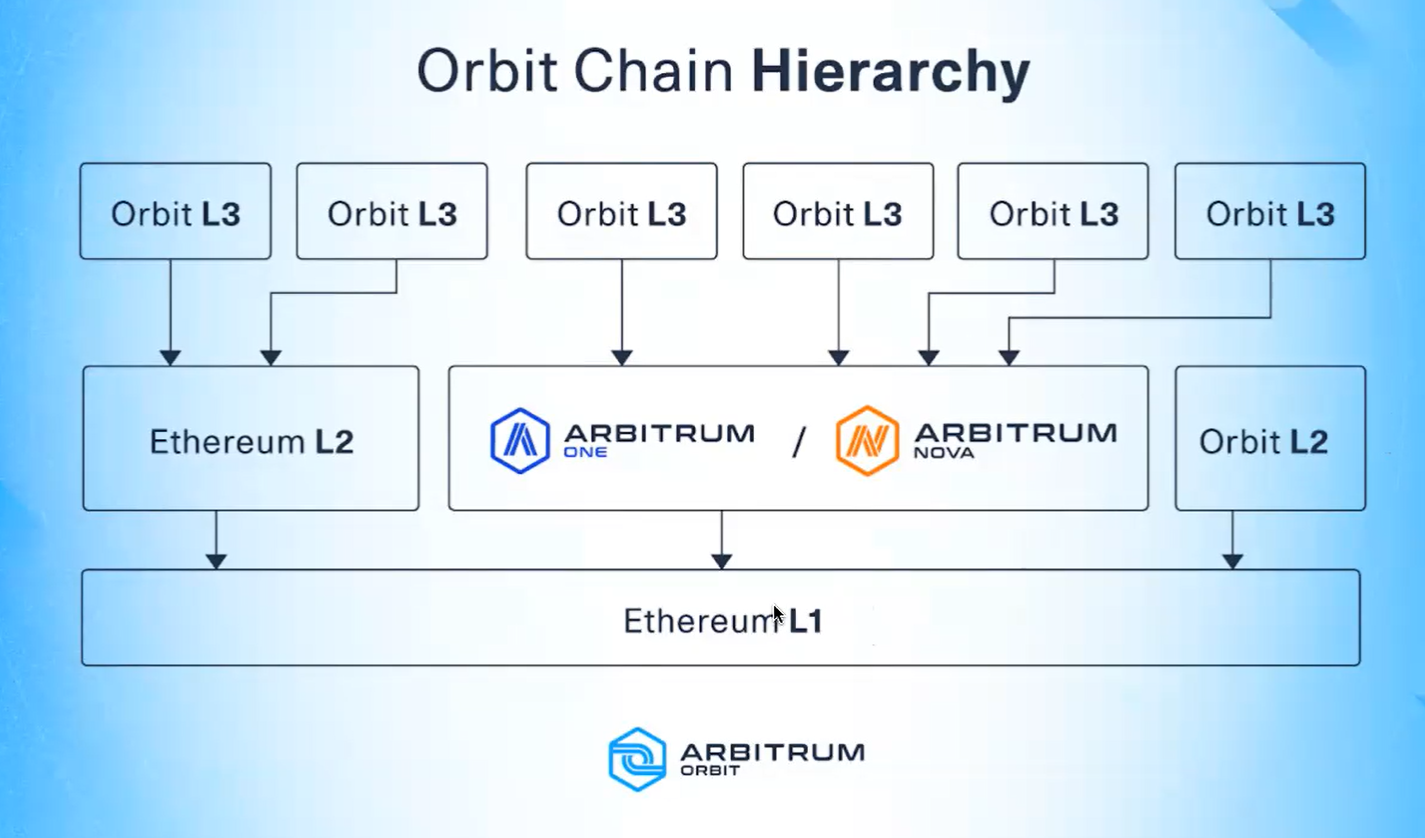 Orbit Chain Hierarchy
Orbit L3
Orbit L3
Orbit L3
Orbit L3
Orbit L3
Orbit L3
Ethereum L2
ARBITRUM
ONE
/
ARBITRUM
NOVA
Orbit L2
Ethereum L1
ARBITRUM
ORBIT